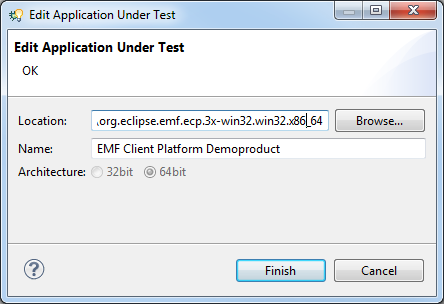 Edit Application Under Test
Edit Application Under Test
OK
Location: .org.eclipse.emf.ecp.3x-win32.win32.x86_64 Browse...
Name: EMF Client Platform Demoproduct
Architecture: 32bit 64bit
? Finish Cancel